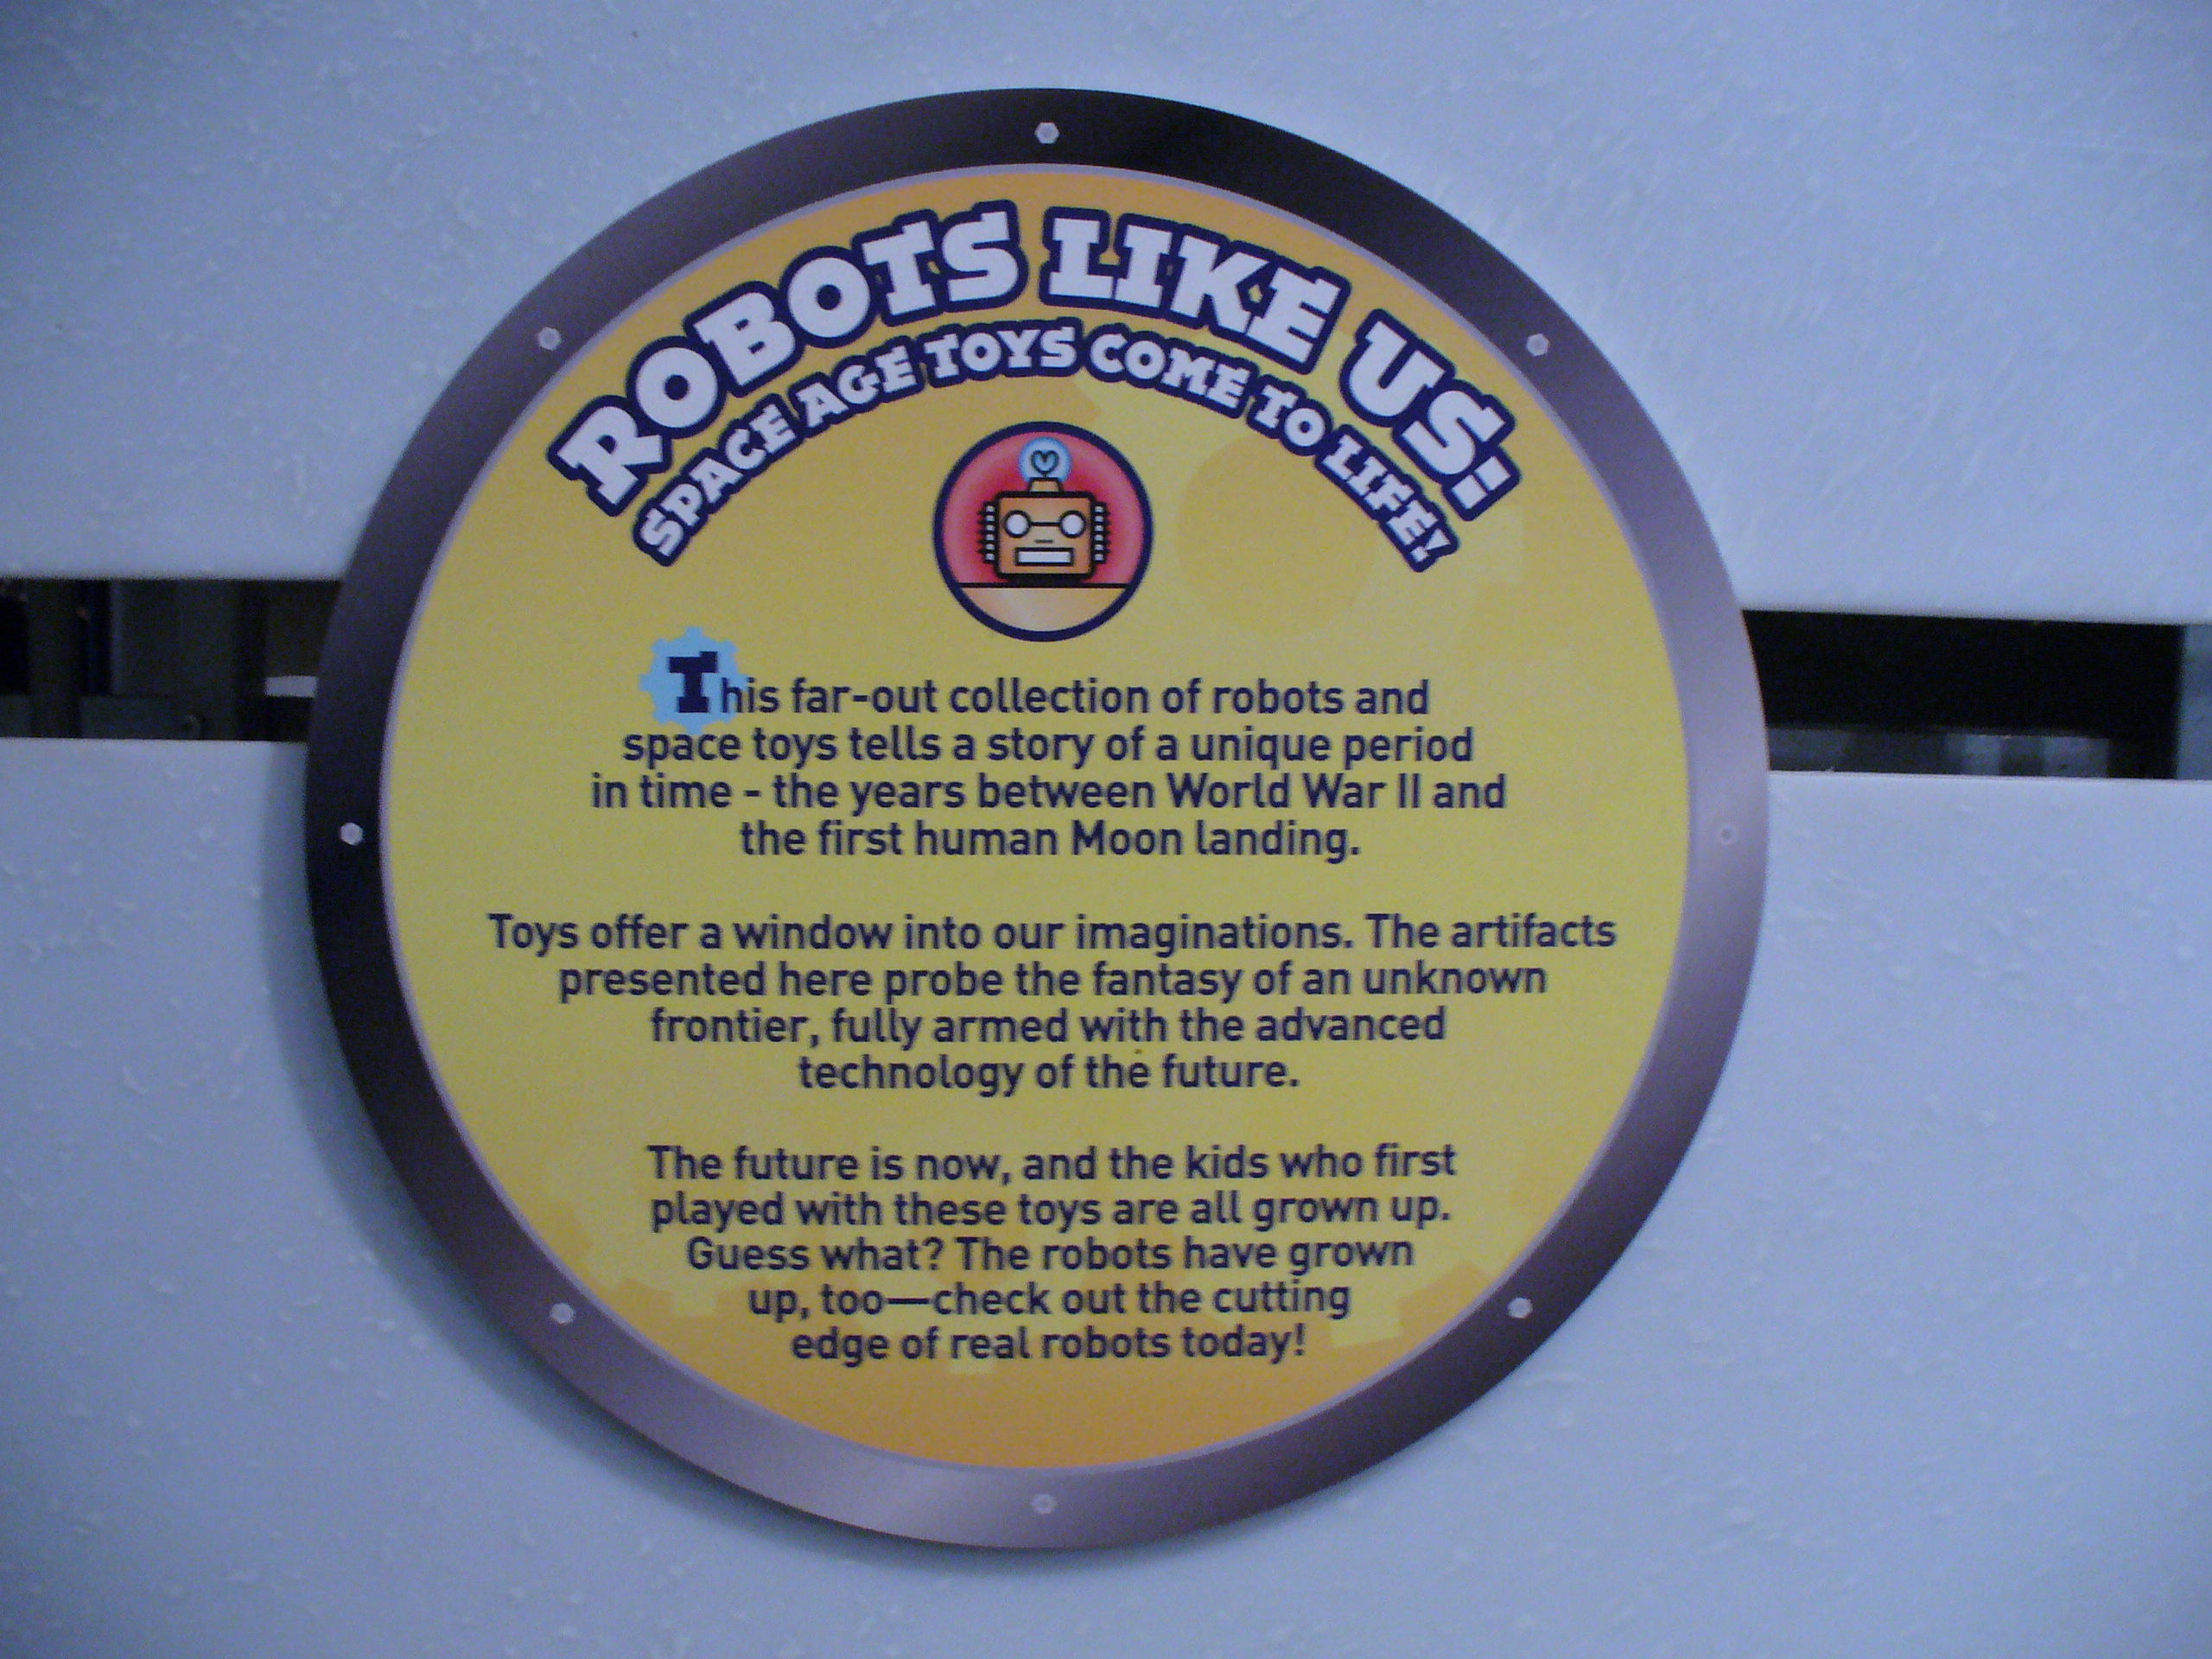 ROBOTS LIKE US:
SPACE AGE TOYS COME TO LIFE!
This far-out collection of robots and
space toys tells a story of a unique period
in time - the years between World War II and
the first human Moon landing.
Toys offer a window into our imaginations. The artifacts
presented here probe the fantasy of an unknown
frontier, fully armed with the advanced
technology of the future.
The future is now, and the kids who first
played with these toys are all grown up.
Guess what? The robots have grown
up, too—check out the cutting
edge of real robots today!